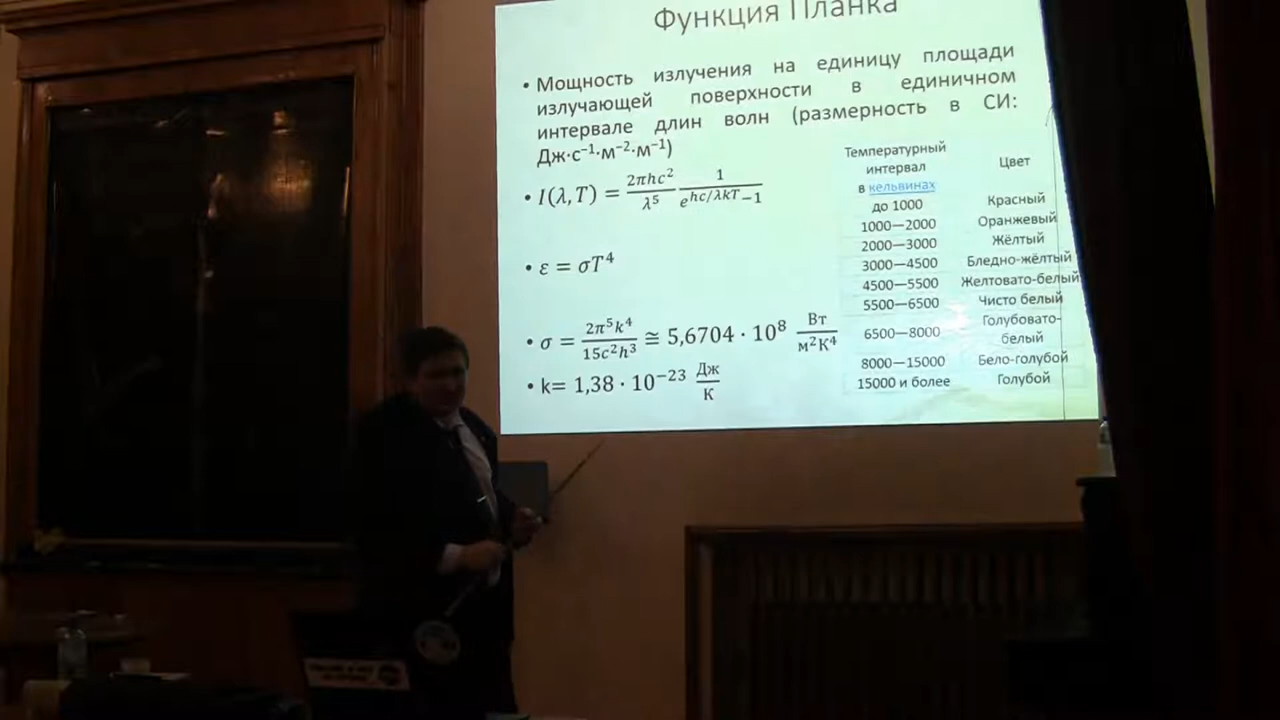 Функция Планка
• Мощность излучения на единицу площади
излучающей поверхности в единичном
интервале длин волн (размерность в СИ:
Дж·с⁻¹·м⁻²·м⁻¹)
• I(λ, T) = 2πhc²/λ⁵ 1/e^{hc/λkT}−1
• ε = σT⁴
• σ = 2π⁵k⁴/15c²h³ ≅ 5,6704 · 10⁸ Вт/м²К⁴
• k= 1,38 · 10⁻²³ Дж/К
Температурный
интервал
в кельвинах
Цвет
до 1000 Красный
1000—2000 Оранжевый
2000—3000 Жёлтый
3000—4500 Бледно-жёлтый
4500—5500 Желтовато-белый
5500—6500 Чисто белый
6500—8000 Голубовато-
белый
8000—15000 Бело-голубой
15000 и более Голубой